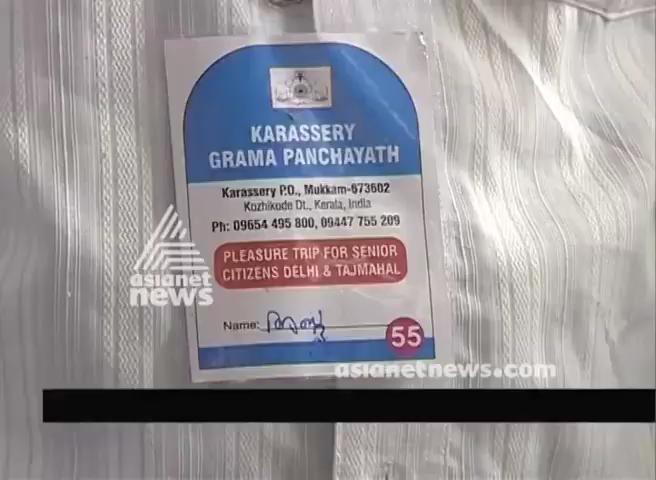 KARASSERY
GRAMA PANCHAYATH
Karassery P.O., Mukkam-673602
Kozhikode Dt., Kerala, India
Ph: 09654 495 800, 09447 755 209
PLEASURE TRIP FOR SENIOR
CITIZENS DELHI & TAJMAHAL
Name:
55
asianet
news
asianetnews.com